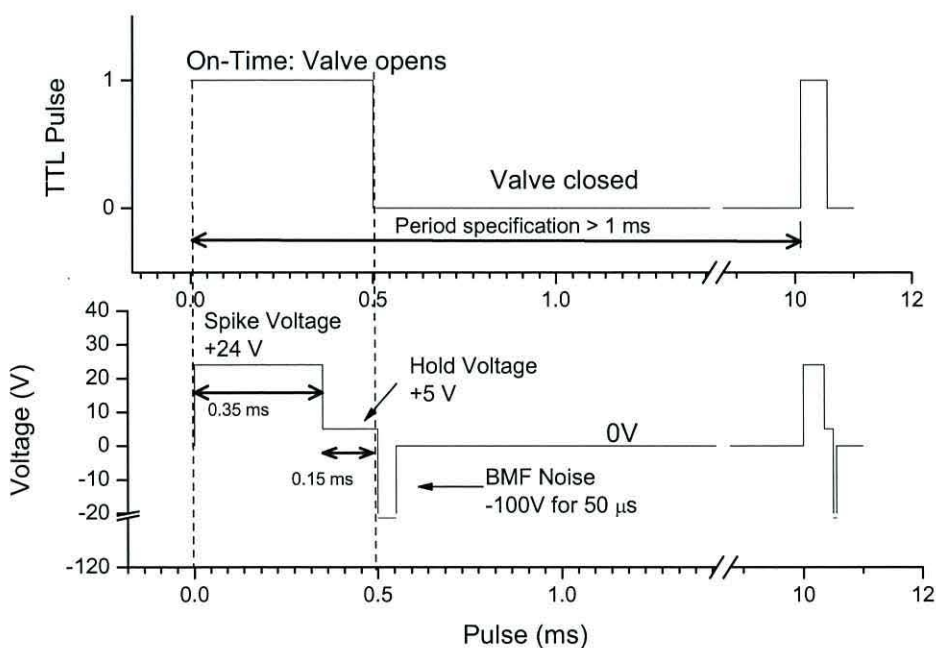 On-Time: Valve opens
TTL Pulse
1
0
Valve closed
Period specification > 1 ms
0.0
0.5
1.0
10
12
Voltage (V)
40
30
20
10
0
-10
-20
-120
Spike Voltage
+24 V
0.35 ms
Hold Voltage
+5 V
0.15 ms
0V
BMF Noise
-100V for 50 μs
0.0
0.5
1.0
10
12
Pulse (ms)